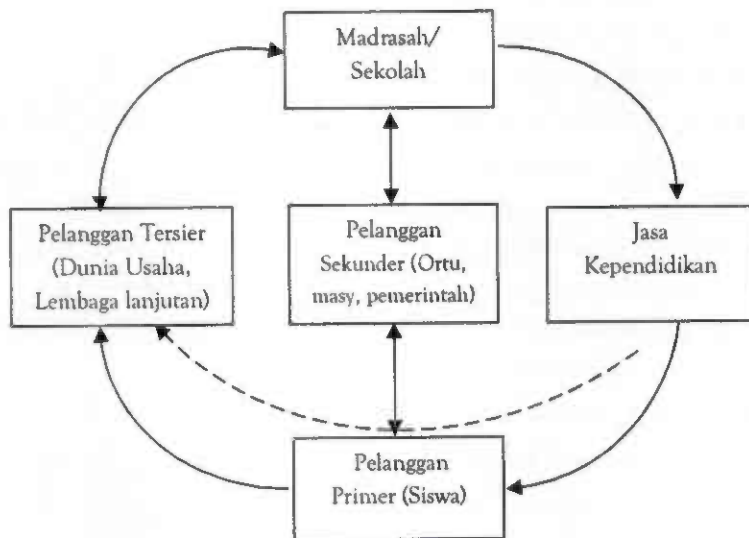 Madrasah/
Sekolah
Pelanggan Tersier
(Dunia Usaha,
Lembaga lanjutan)
Pelanggan
Sekunder (Ortu,
masy, pemerintah)
Jasa
Kependidikan
Pelanggan
Primer (Siswa)